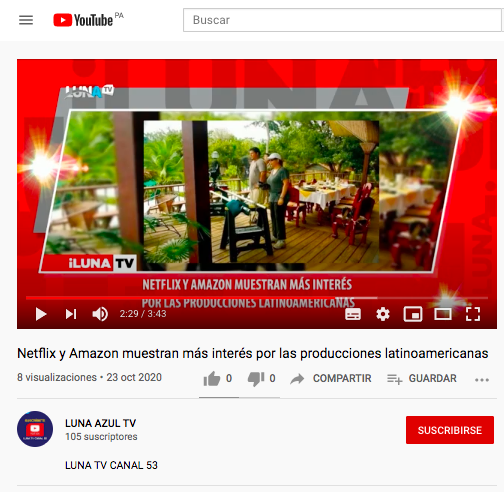 YouTube PA
Buscar
iLUNA
LUNA TV
iLUNA TV
NETFLIX Y AMAZON MUESTRAN MÁS INTERÉS
POR LAS PRODUCCIONES LATINOAMERICANAS
2:29 / 3:43
Netflix y Amazon muestran más interés por las producciones latinoamericanas
8 visualizaciones • 23 oct 2020
0
0
COMPARTIR
GUARDAR
LUNA AZUL TV
105 suscriptores
SUSCRIBIRSE
LUNA TV CANAL 53